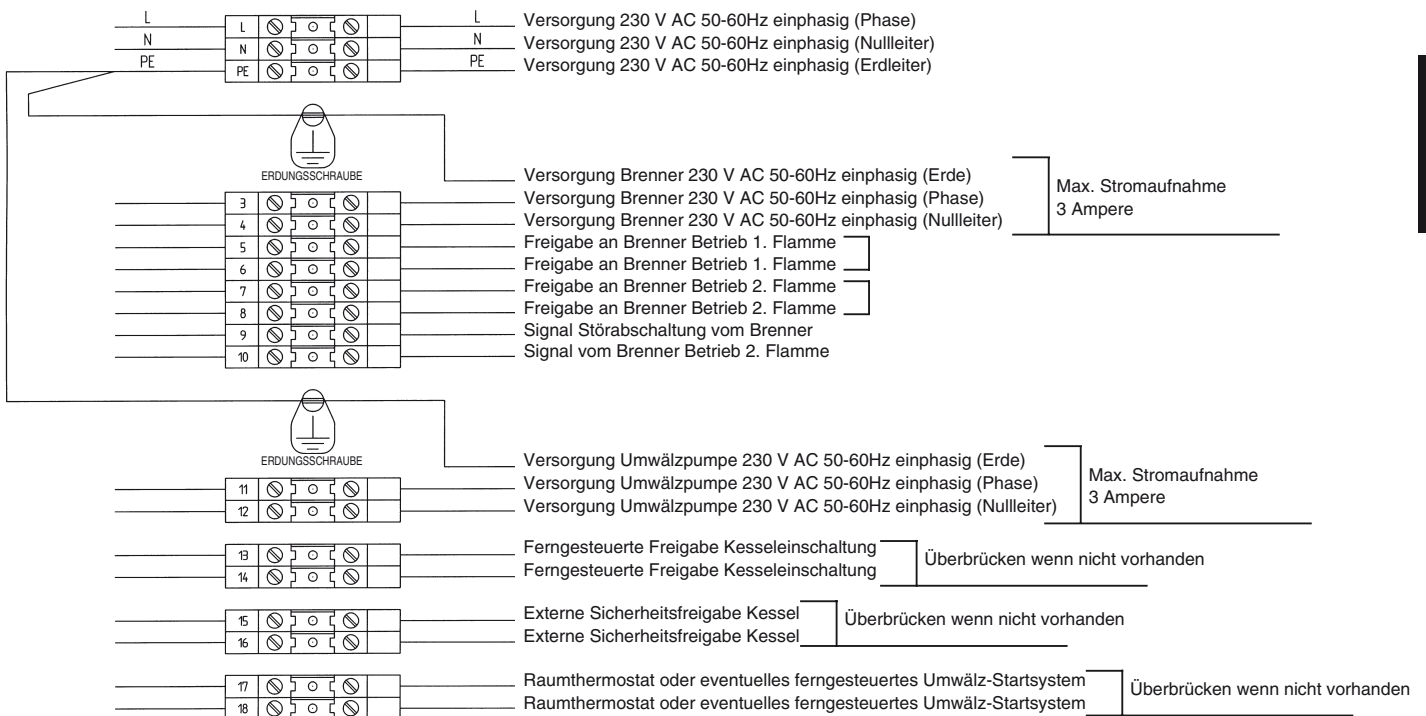 L L L Versorgung 230 V AC 50-60Hz einphasig (Phase)
N N N Versorgung 230 V AC 50-60Hz einphasig (Nullleiter)
PE PE PE Versorgung 230 V AC 50-60Hz einphasig (Erdleiter)
ERDUNGSSCHRAUBE
Versorgung Brenner 230 V AC 50-60Hz einphasig (Erde)
3 Versorgung Brenner 230 V AC 50-60Hz einphasig (Phase)
4 Versorgung Brenner 230 V AC 50-60Hz einphasig (Nullleiter)
Max. Stromaufnahme
3 Ampere
5 Freigabe an Brenner Betrieb 1. Flamme
6 Freigabe an Brenner Betrieb 1. Flamme
7 Freigabe an Brenner Betrieb 2. Flamme
8 Freigabe an Brenner Betrieb 2. Flamme
9 Signal Störabschaltung vom Brenner
10 Signal vom Brenner Betrieb 2. Flamme
ERDUNGSSCHRAUBE
Versorgung Umwälzpumpe 230 V AC 50-60Hz einphasig (Erde)
11 Versorgung Umwälzpumpe 230 V AC 50-60Hz einphasig (Phase)
12 Versorgung Umwälzpumpe 230 V AC 50-60Hz einphasig (Nullleiter)
Max. Stromaufnahme
3 Ampere
13 Ferngesteuerte Freigabe Kesseleinschaltung
14 Ferngesteuerte Freigabe Kesseleinschaltung
Überbrücken wenn nicht vorhanden
15 Externe Sicherheitsfreigabe Kessel
16 Externe Sicherheitsfreigabe Kessel
Überbrücken wenn nicht vorhanden
17 Raumthermostat oder eventuelles ferngesteuertes Umwälz-Startsystem
18 Raumthermostat oder eventuelles ferngesteuertes Umwälz-Startsystem
Überbrücken wenn nicht vorhanden